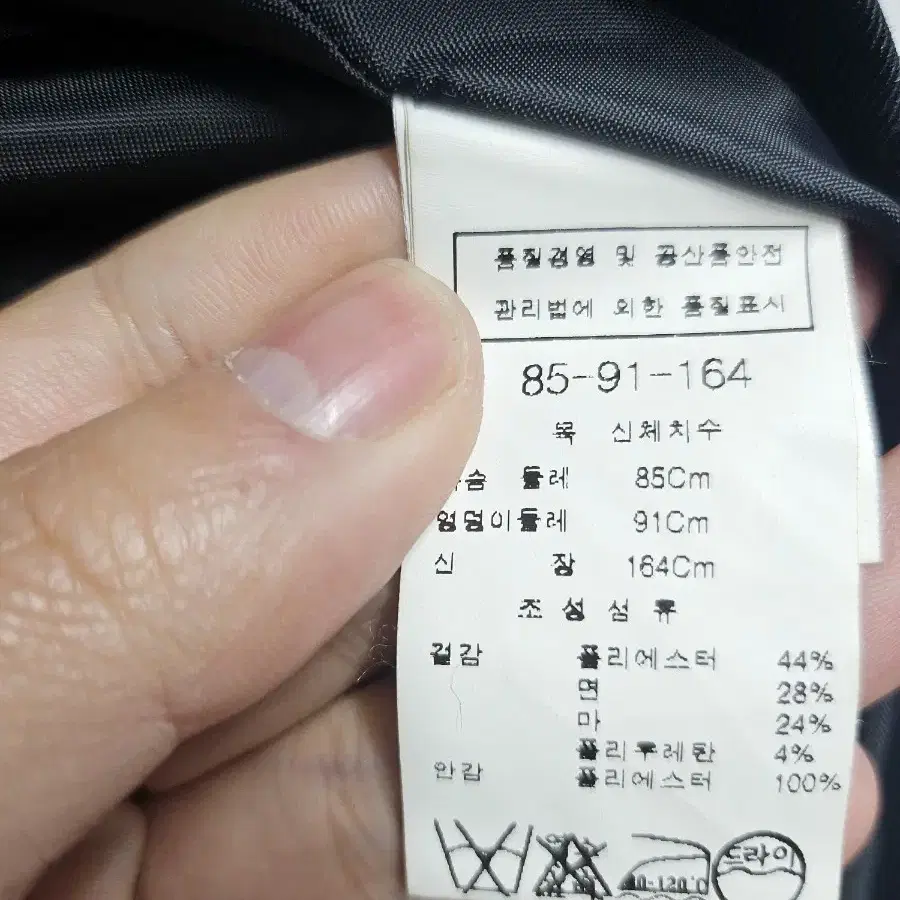 품질경영 및 공산품안전
관리법에 의한 품질표시
85-91-164
목 신체치수
둘레 85Cm
엉덩이둘레 91Cm
신 장 164Cm
조 성 섬 유
겉감 폴리에스터 44%
면 28%
마 24%
폴리우레탄 4%
안감 폴리에스터 100%
드라이